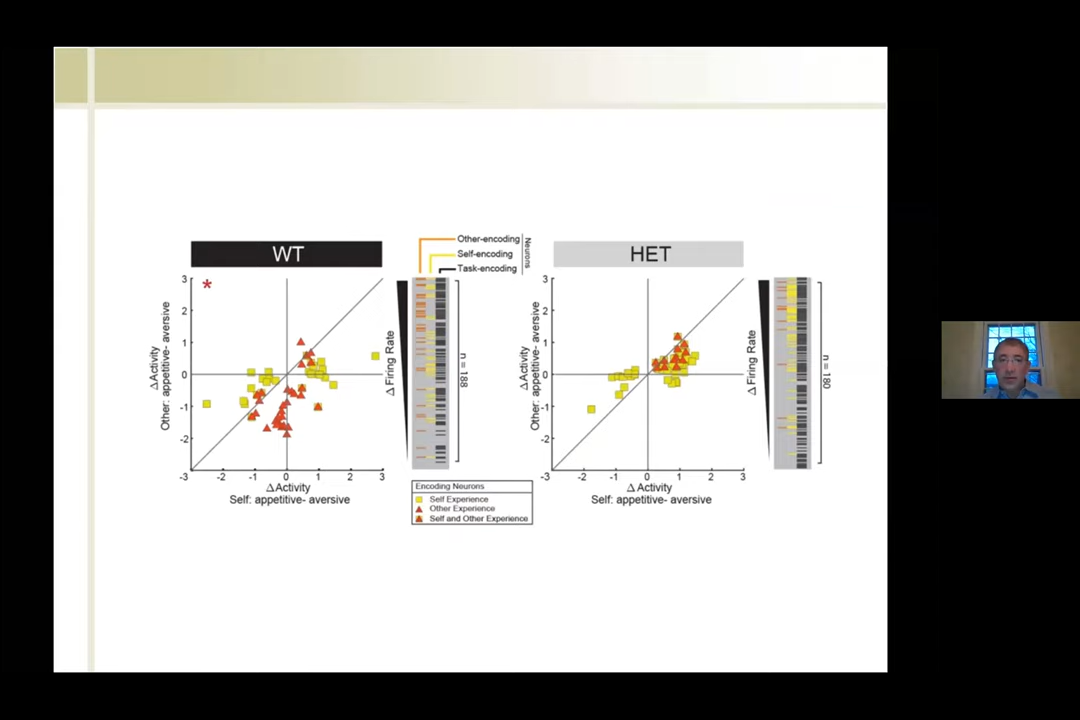 WT
3
2
1
0
-1
-2
-3
-2
-1
0
1
2
3
*
ΔActivity
Other: appetitive- aversive
Δ Activity
Self: appetitive- aversive
Other-encoding
Self-encoding
Task-encoding
Neurons
Δ Firing Rate
n = 188
Encoding Neurons
Self Experience
Other Experience
Self and Other Experience
HET
3
2
1
0
-1
-2
-3
-2
-1
0
1
2
3
ΔActivity
Other: appetitive- aversive
Δ Activity
Self: appetitive- aversive
Δ Firing Rate
n = 180